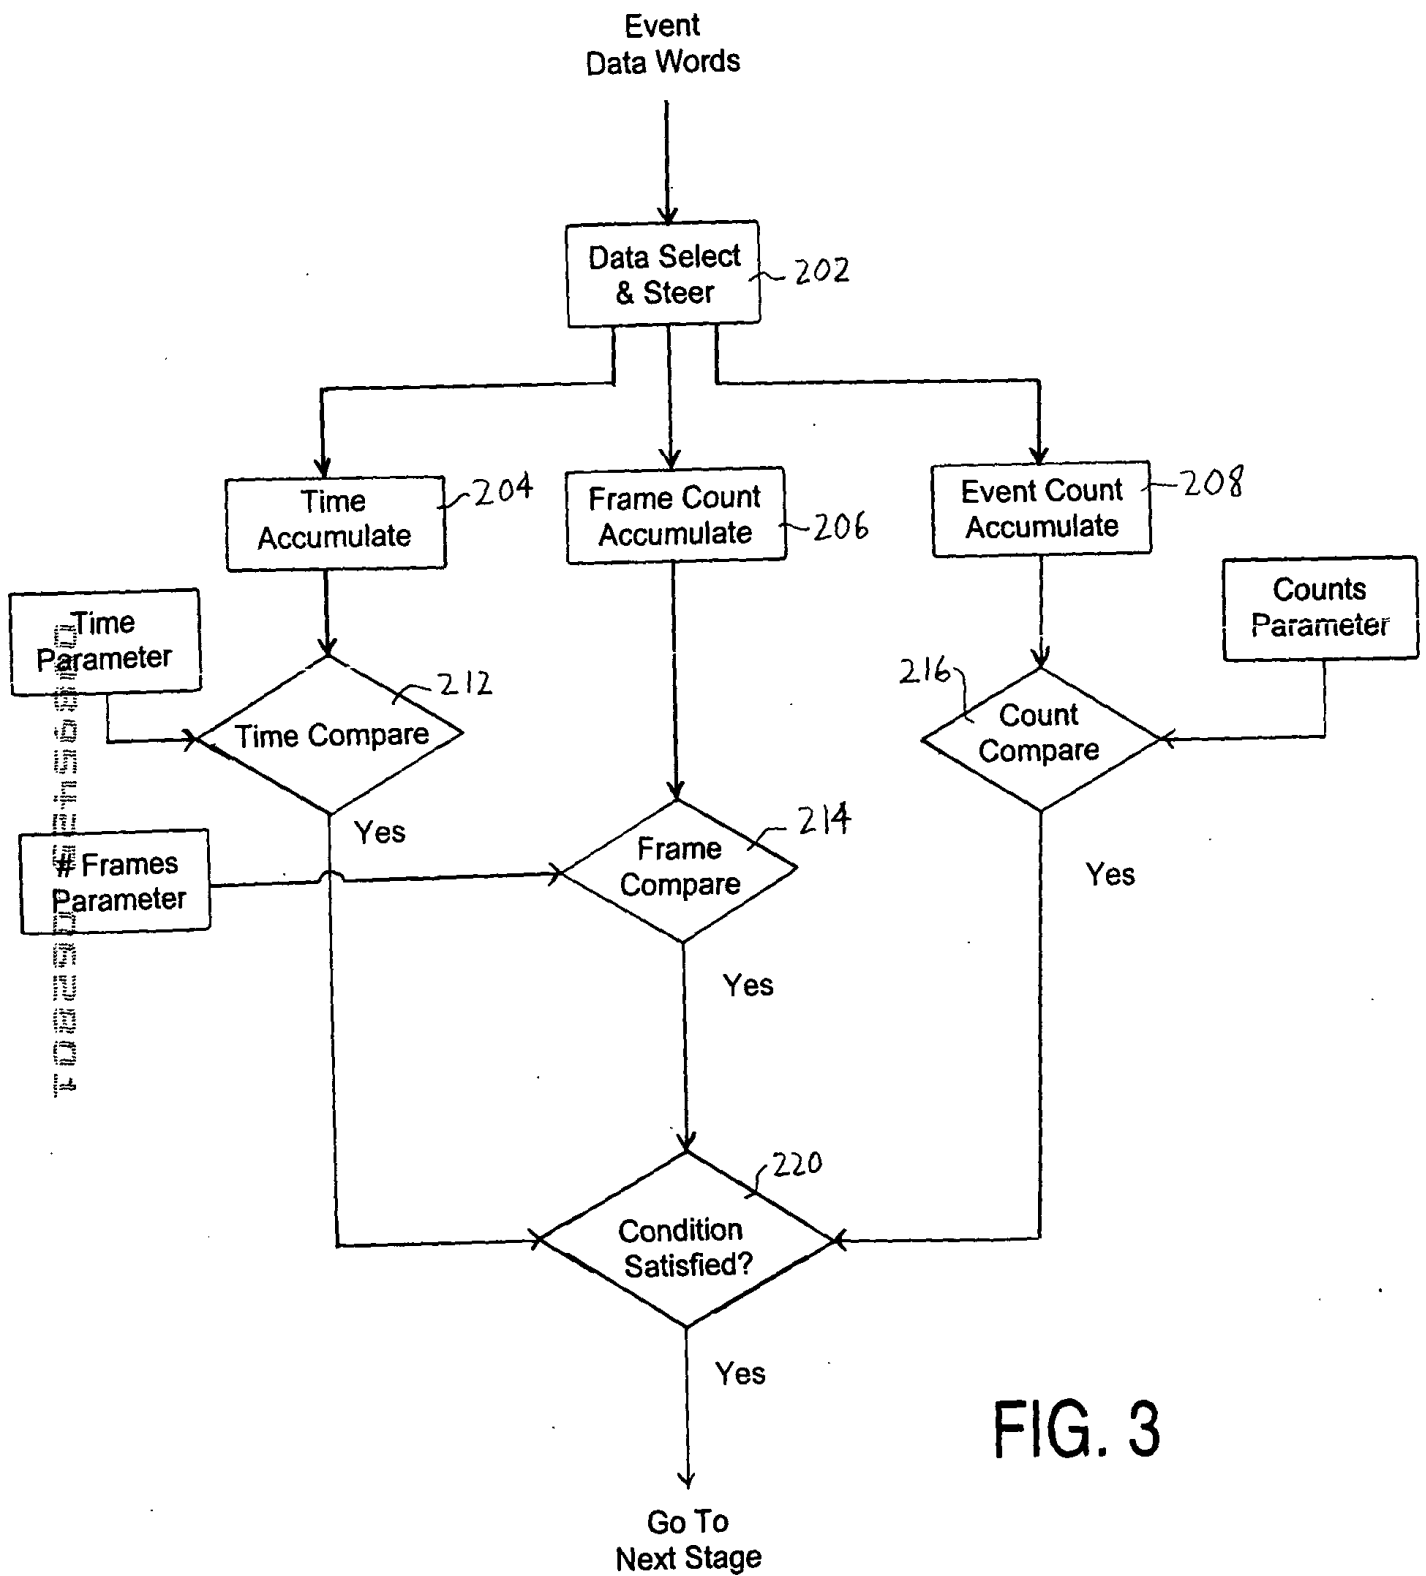 Event
Data Words
Data Select
& Steer
202
Time
Accumulate
204
Frame Count
Accumulate
206
Event Count
Accumulate
208
Time
Parameter
Counts
Parameter
Time Compare
212
Count
Compare
216
Yes
# Frames
Parameter
Frame
Compare
214
Yes
Yes
Condition
Satisfied?
220
Yes
FIG. 3
Go To
Next Stage